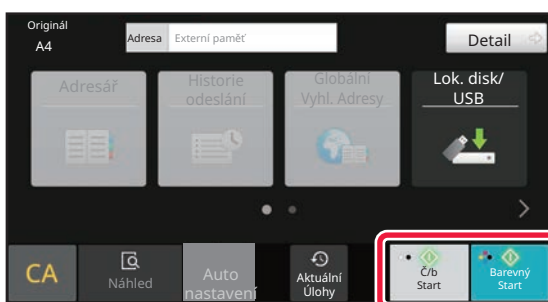 Originál
A4
Adresa
Externí paměť
Detail
Adresář
Historie
odeslání
Globální
Vyhl. Adresy
Lok. disk/
USB
CA
Náhled
Auto
nastavení
Aktuální
Úlohy
Č/b
Start
Barevný
Start